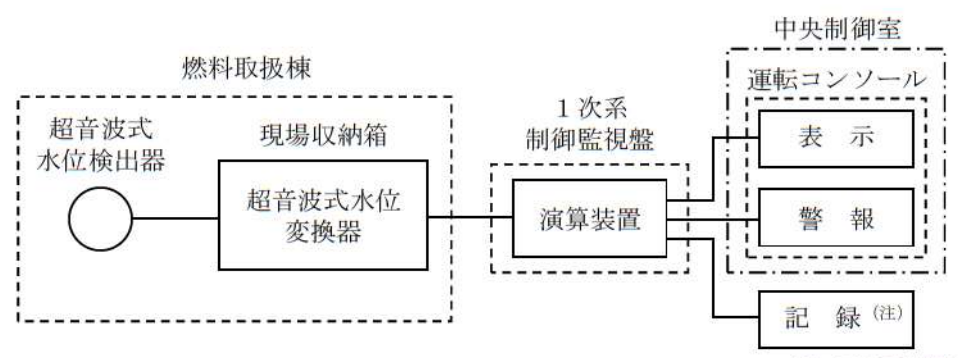 中央制御室
燃料取扱棟
運転コンソール
超音波式
水位検出器
現場収納箱
1次系
制御監視盤
表 示
超音波式水位
変換器
演算装置
警 報
記 録 (注)